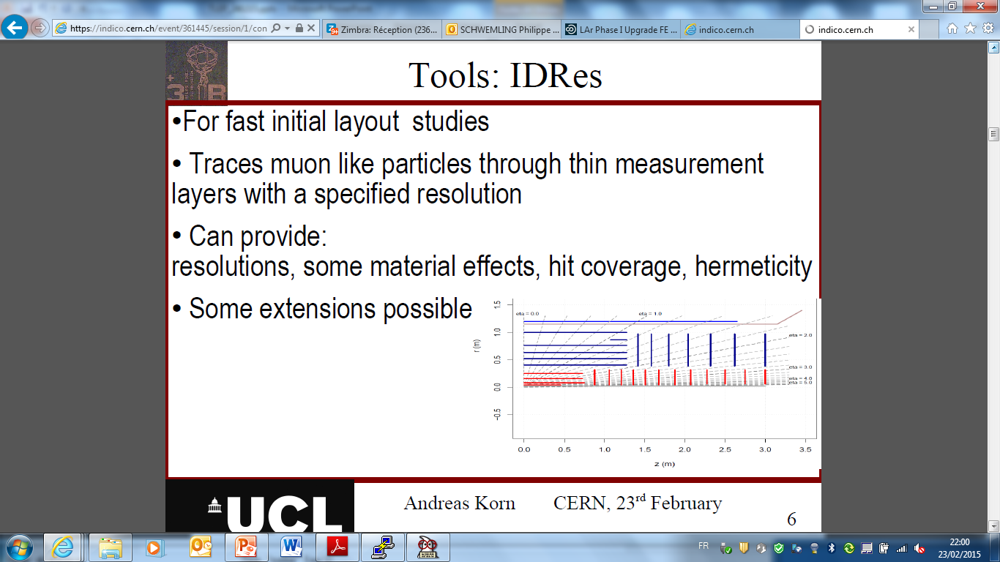 https://indico.cern.ch/event/361445/session/1/con
Zimbra: Réception (236...
SCHWEMLING Philippe ...
LAr Phase I Upgrade FE ...
indico.cern.ch
indico.cern.ch
Tools: IDRes
•For fast initial layout studies
• Traces muon like particles through thin measurement
layers with a specified resolution
• Can provide:
resolutions, some material effects, hit coverage, hermeticity
• Some extensions possible
eta = 0.0
eta = 1.0
eta = 2.0
eta = 3.0
eta = 4.0
eta = 5.0
r (m)
1.5
1.0
0.5
0.0
−0.5
0.0 0.5 1.0 1.5 2.0 2.5 3.0 3.5
z (m)
UCL
Andreas Korn CERN, 23rd February
6
FR
22:00
23/02/2015